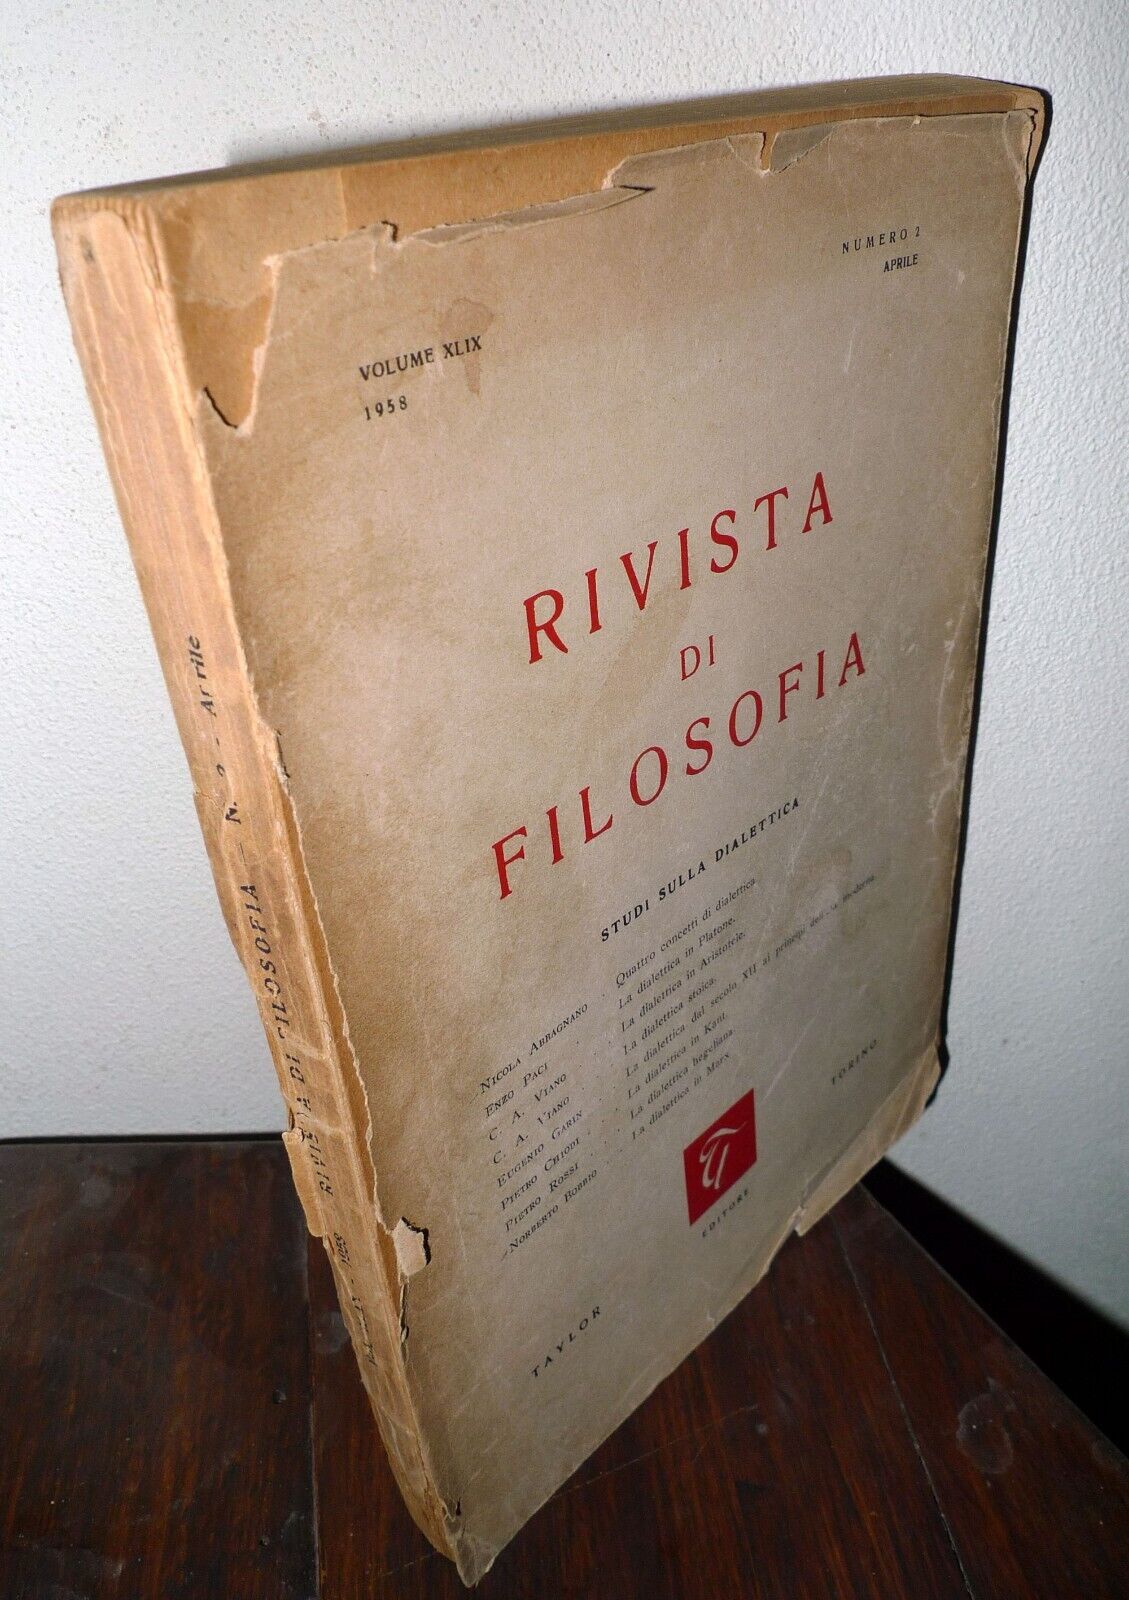 VOLUME XLIX
1958
NUMERO 2
APRILE
RIVISTA
DI
FILOSOFIA
STUDI SULLA DIALETTICA
NICOLA ABBAGNANO . Quattro concetti di dialettica.
ENZO PACI . . La dialettica in Platone.
C. A. VIANO . . La dialettica in Aristotele.
C. A. VIANO . . La dialettica stoica.
EUGENIO GARIN . . La dialettica dal secolo XII ai principi dell' moderna.
PIETRO CHIODI . . La dialettica in Kant.
PIETRO ROSSI . . . La dialettica hegeliana.
NORBERTO BOBBIO . . La dialettica in Marx
EDITORE
TAYLOR
TORINO
RIVISTA DI FILOSOFIA — N. 2 - Aprile